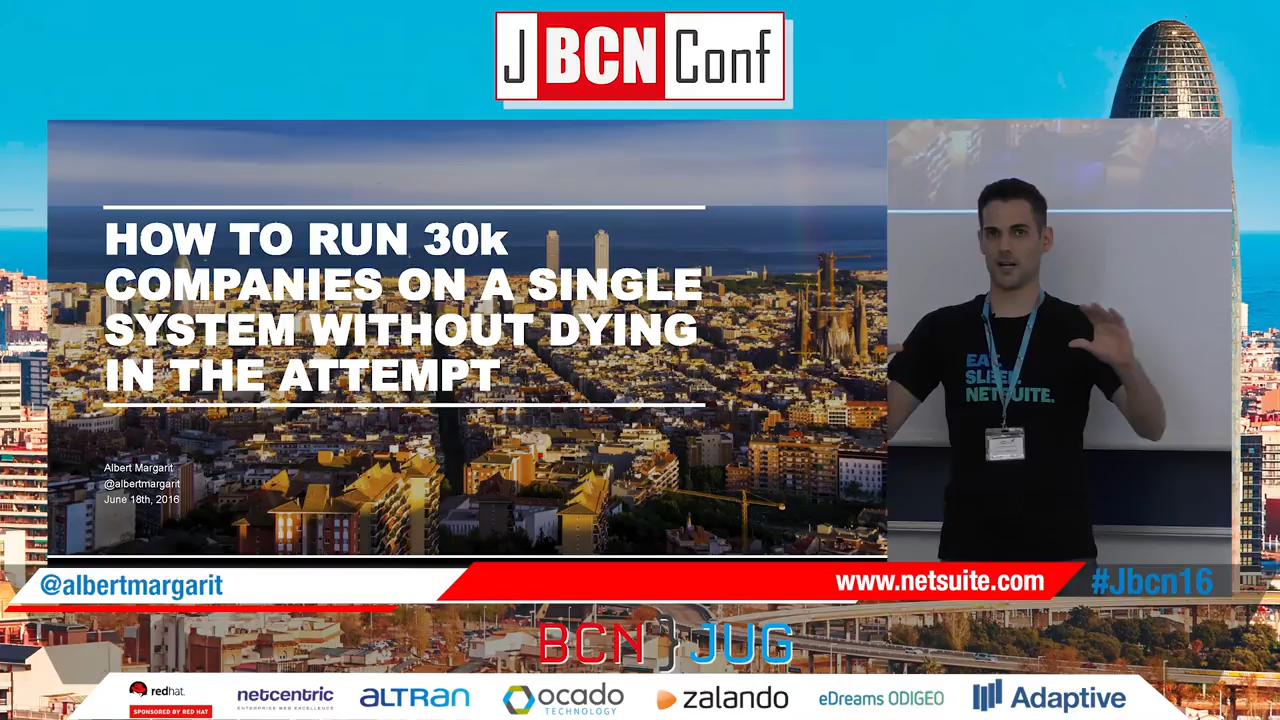 J BCN Conf
HOW TO RUN 30k
COMPANIES ON A SINGLE
SYSTEM WITHOUT DYING
IN THE ATTEMPT
Albert Margarit
@albertmargarit
June 18th, 2016
EAT.
SLEEP.
NETSUITE.
@albertmargarit
www.netsuite.com
#Jbcn16
BCN JUG
redhat.
SPONSORED BY RED HAT
netcentric
ENTERPRISE WEB EXCELLENCE
ALTRAN
ocado
TECHNOLOGY
zalando
eDreams ODIGEO
Adaptive